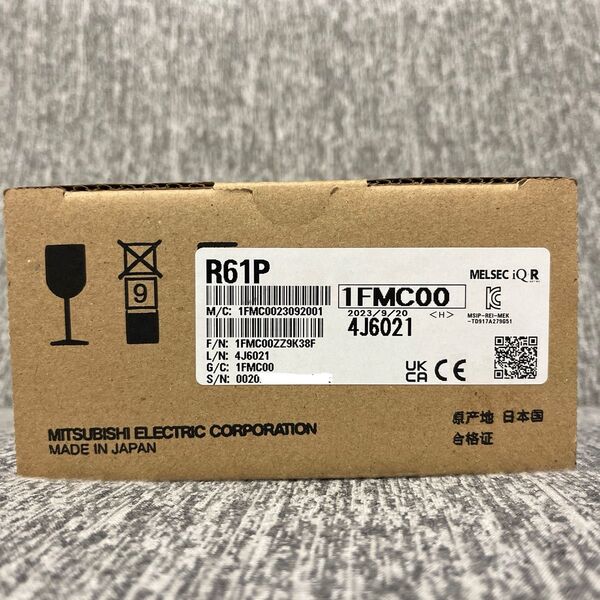 R61P
MELSEC iQ-R
1FMC00
M/C: 1FMC0023092001
2023/9/20 <H>
MSIP-REI-MEK
-TD917A279G51
4J6021
F/N: 1FMC00ZZ9K38F
L/N: 4J6021
G/C: 1FMC00
S/N: 0020
UK
CA
CE
9
MITSUBISHI ELECTRIC CORPORATION
MADE IN JAPAN
原产地 日本国
合格证